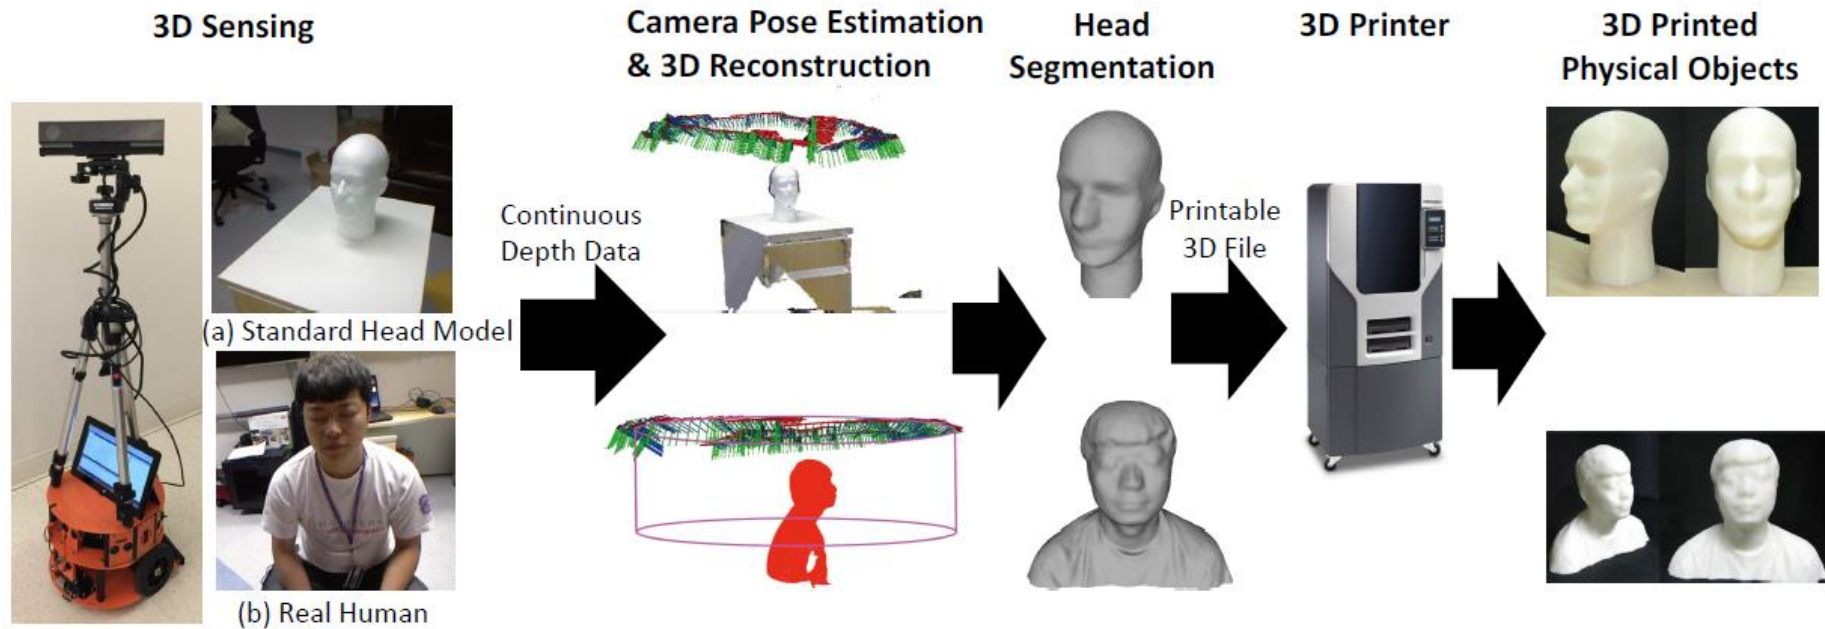 3D Sensing
Camera Pose Estimation
& 3D Reconstruction
Head
Segmentation
3D Printer
3D Printed
Physical Objects
Continuous
Depth Data
Printable
3D File
(a) Standard Head Model
(b) Real Human